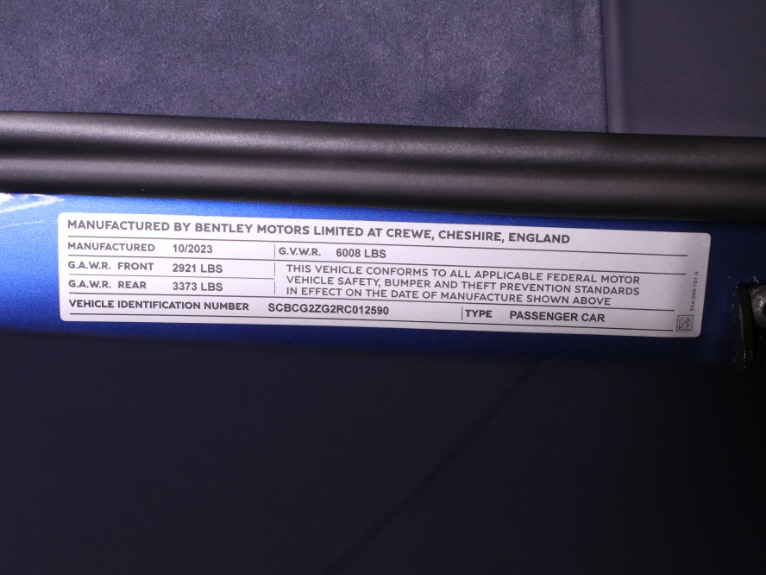 MANUFACTURED BY BENTLEY MOTORS LIMITED AT CREWE, CHESHIRE, ENGLAND
MANUFACTURED 10/2023 G.V.W.R. 6008 LBS
G.A.W.R. FRONT 2921 LBS
G.A.W.R. REAR 3373 LBS
THIS VEHICLE CONFORMS TO ALL APPLICABLE FEDERAL MOTOR
VEHICLE SAFETY, BUMPER AND THEFT PREVENTION STANDARDS
IN EFFECT ON THE DATE OF MANUFACTURE SHOWN ABOVE
VEHICLE IDENTIFICATION NUMBER SCBCG2ZG2RC012590 TYPE PASSENGER CAR